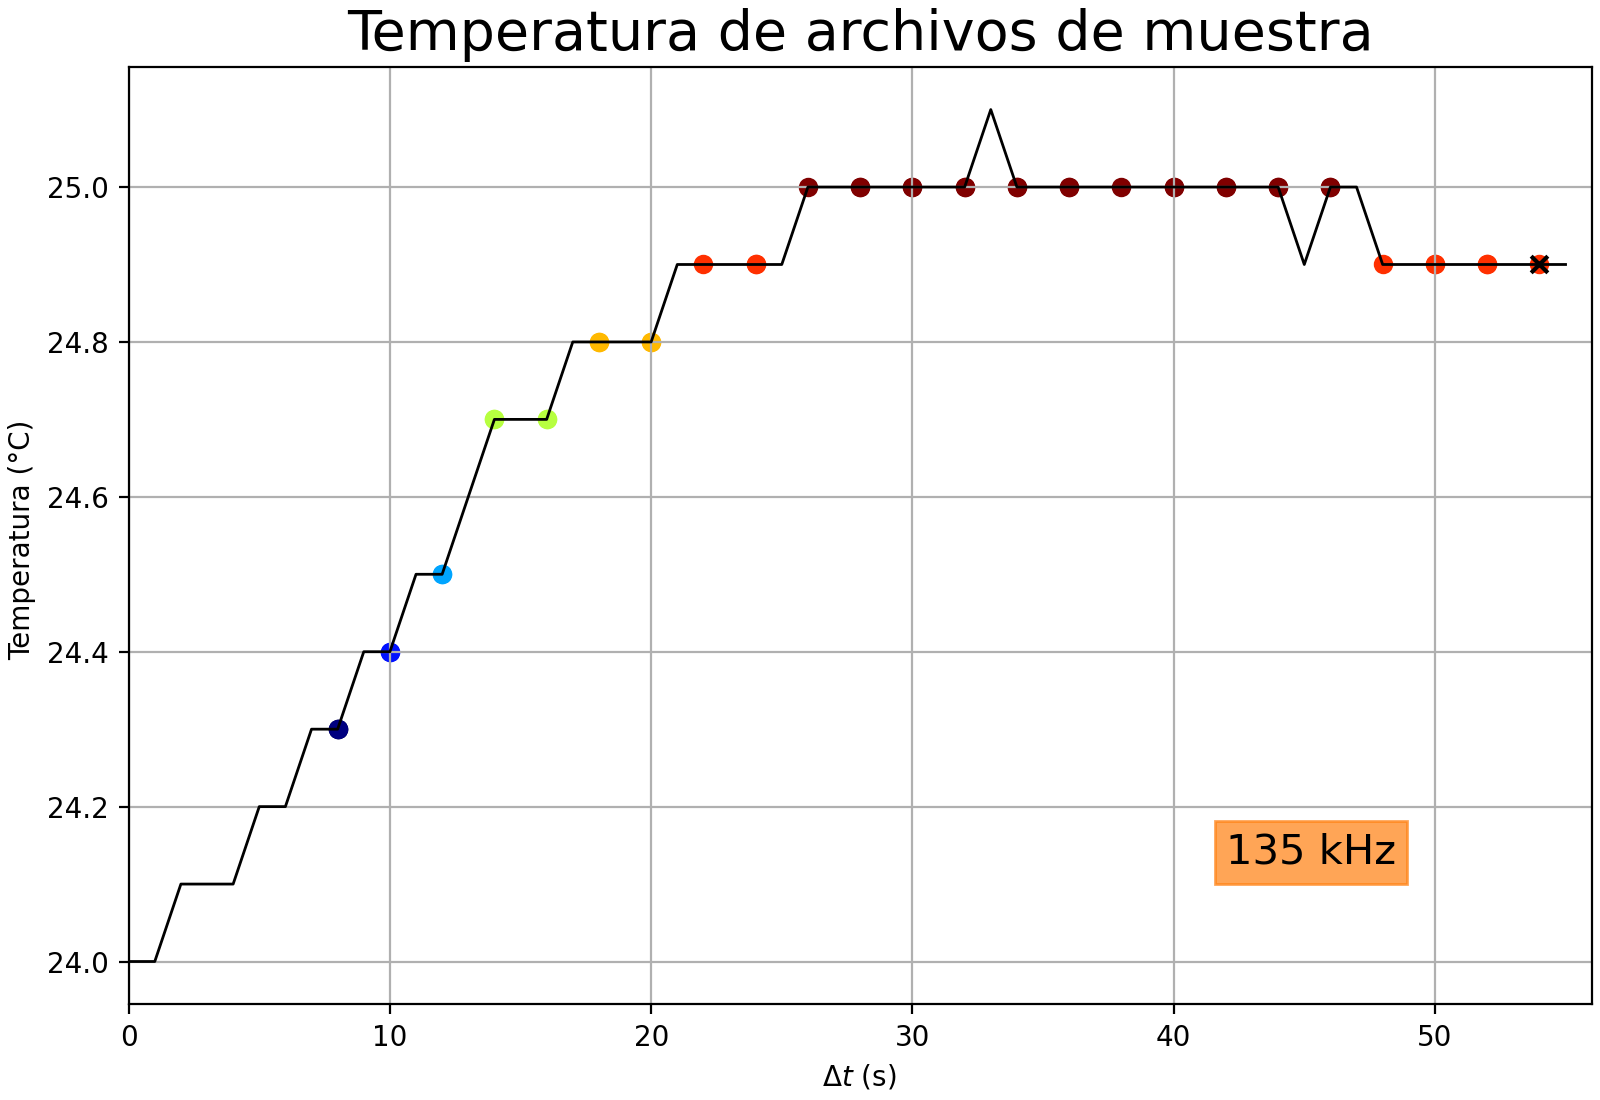 Temperatura de archivos de muestra
Temperatura (°C)
25.0
24.8
24.6
24.4
24.2
24.0
135 kHz
0 10 20 30 40 50
Δt (s)